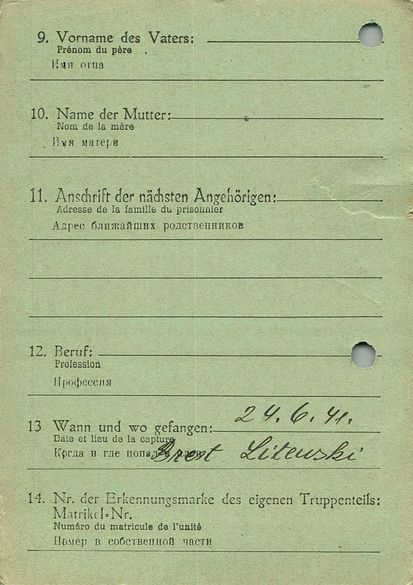 9. Vorname des Vaters:
Prénom du père
Имя отца
10. Name der Mutter:
Nom de la mère
Имя матери
11. Anschrift der nächsten Angehörigen:
Adresse de la famille du prisonnier
Адрес ближайших родственников
12. Beruf:
Profession
Профессия
13 Wann und wo gefangen: 24.6.41.
Date et lieu de la capture
Когда и где попал Brest Litewski
14. Nr. der Erkennungsmarke des eigenen Truppenteils:
Matrikel-Nr.
Numéro du matricule de l'unité
Номер в собственной части